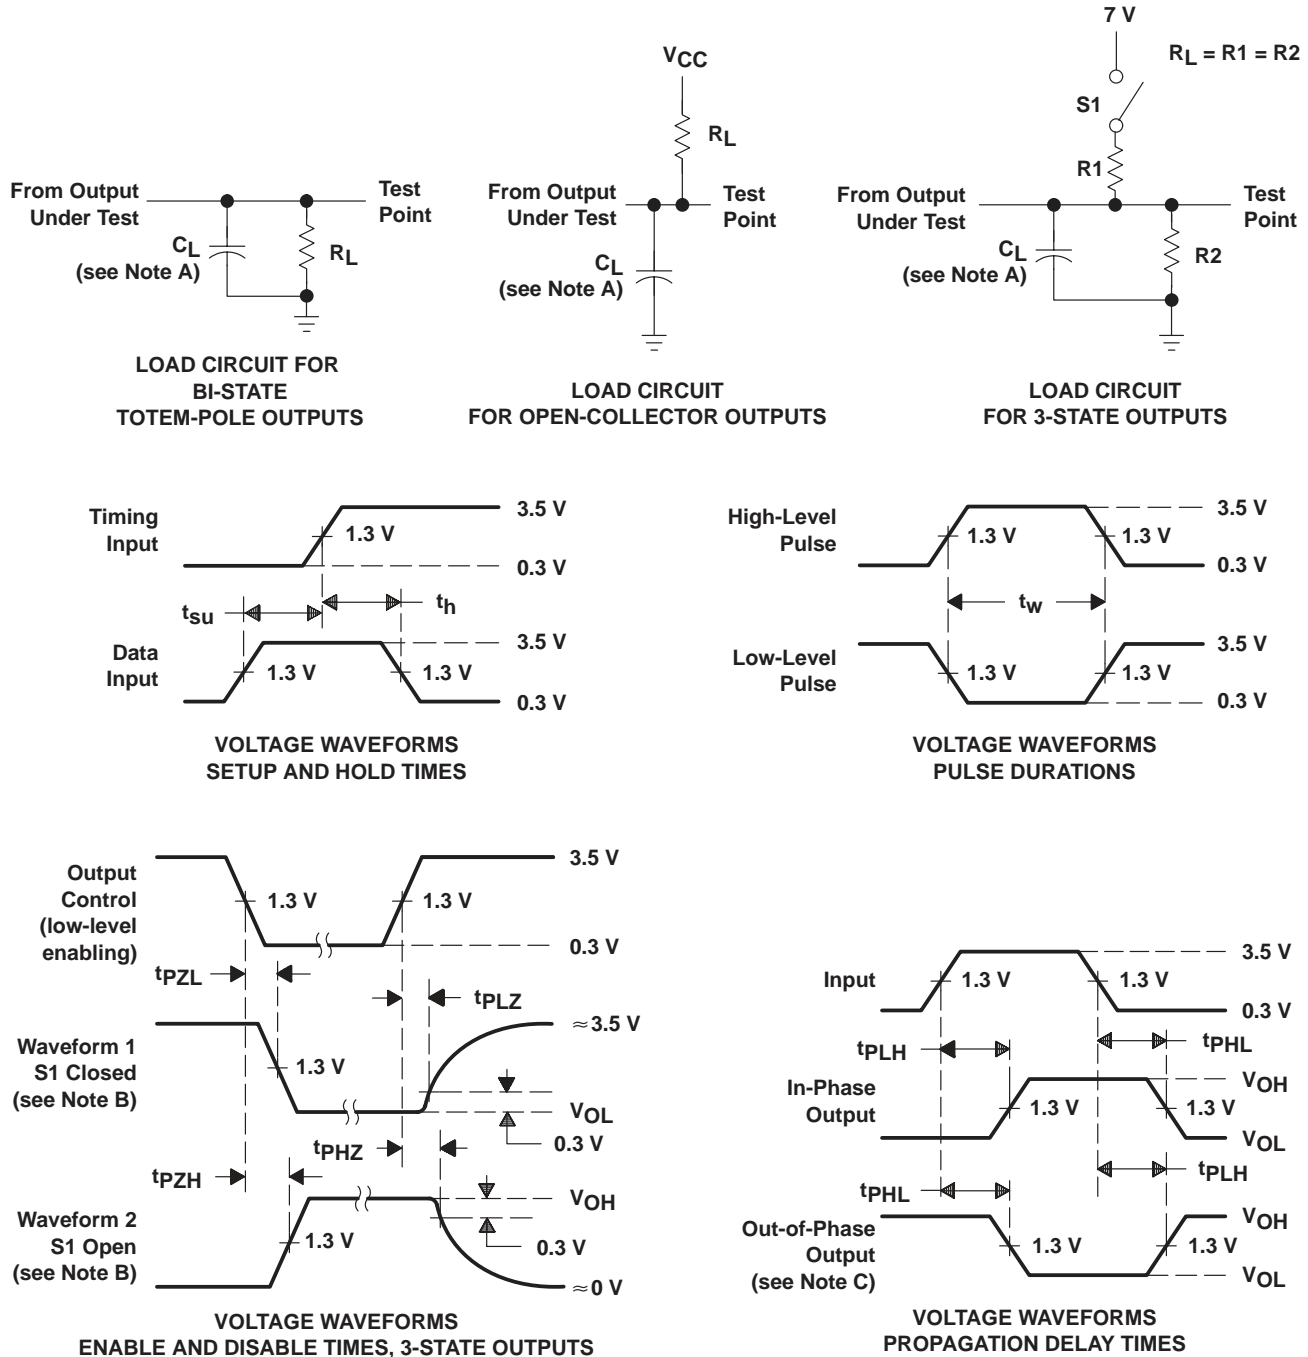 7 V
RL = R1 = R2
S1
R1
From Output
Under Test
Test
Point
CL
(see Note A)
R2
LOAD CIRCUIT
FOR 3-STATE OUTPUTS
VCC
RL
From Output
Under Test
Test
Point
CL
(see Note A)
LOAD CIRCUIT
FOR OPEN-COLLECTOR OUTPUTS
From Output
Under Test
Test
Point
CL
(see Note A)
RL
LOAD CIRCUIT FOR
BI-STATE
TOTEM-POLE OUTPUTS
Timing
Input
3.5 V
1.3 V
0.3 V
tsu
th
Data
Input
3.5 V
1.3 V
1.3 V
0.3 V
VOLTAGE WAVEFORMS
SETUP AND HOLD TIMES
High-Level
Pulse
3.5 V
1.3 V
1.3 V
0.3 V
tw
Low-Level
Pulse
3.5 V
1.3 V
1.3 V
0.3 V
VOLTAGE WAVEFORMS
PULSE DURATIONS
Output
Control
(low-level
enabling)
3.5 V
1.3 V
1.3 V
0.3 V
tPZL
tPLZ
Waveform 1
S1 Closed
(see Note B)
≈3.5 V
1.3 V
VOL
0.3 V
tPHZ
tPZH
Waveform 2
S1 Open
(see Note B)
VOH
1.3 V
0.3 V
≈0 V
VOLTAGE WAVEFORMS
ENABLE AND DISABLE TIMES, 3-STATE OUTPUTS
Input
3.5 V
1.3 V
1.3 V
0.3 V
tPLH
tPHL
In-Phase
Output
VOH
1.3 V
1.3 V
VOL
tPHL
tPLH
Out-of-Phase
Output
(see Note C)
VOH
1.3 V
1.3 V
VOL
VOLTAGE WAVEFORMS
PROPAGATION DELAY TIMES